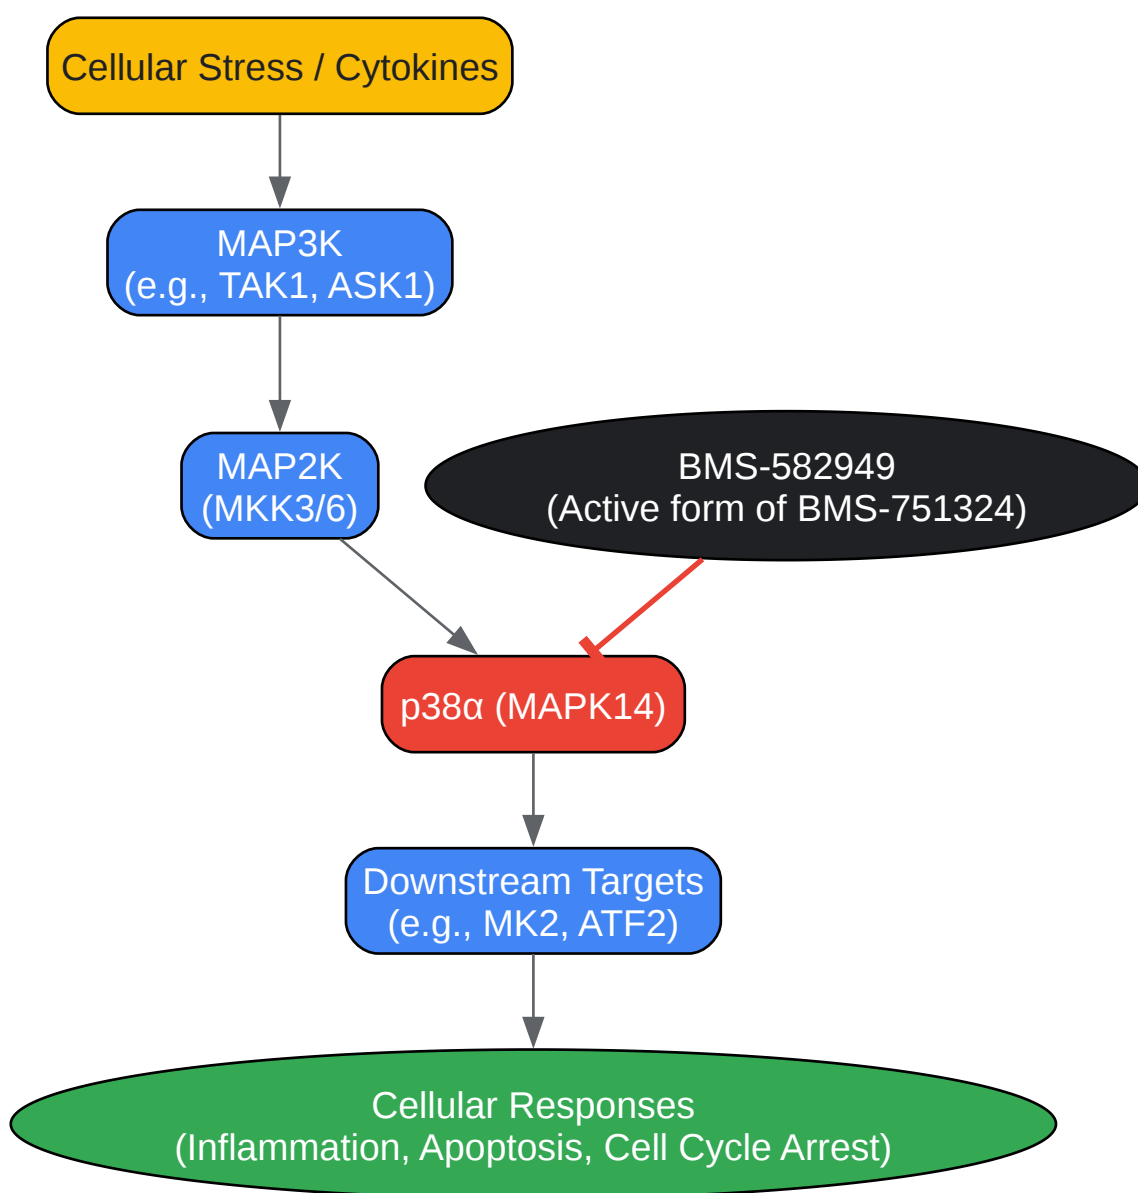 Cellular Stress / Cytokines
MAP3K
(e.g., TAK1, ASK1)
MAP2K
(MKK3/6)
BMS-582949
(Active form of BMS-751324)
p38α (MAPK14)
Downstream Targets
(e.g., MK2, ATF2)
Cellular Responses
(Inflammation, Apoptosis, Cell Cycle Arrest)